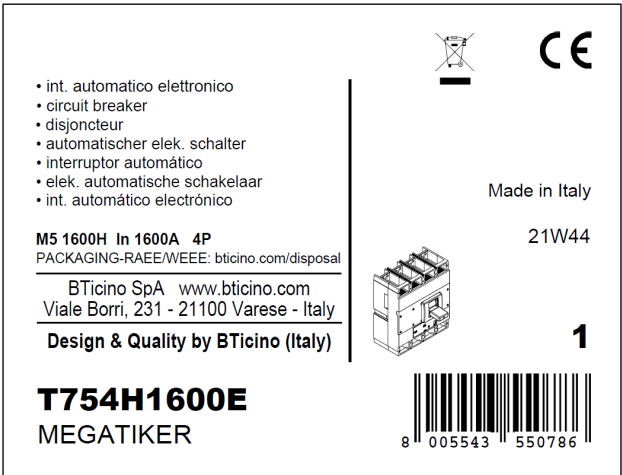 • int. automatico elettronico
• circuit breaker
• disjoncteur
• automatischer elek. schalter
• interruptor automático
• elek. automatische schakelaar
• int. automático electrónico
M5 1600H In 1600A 4P
PACKAGING-RAEE/WEEE: bticino.com/disposal
BTicino SpA www.bticino.com
Viale Borri, 231 - 21100 Varese - Italy
Design & Quality by BTicino (Italy)
T754H1600E
MEGATIKER
CE
Made in Italy
21W44
1
8 005543 550786